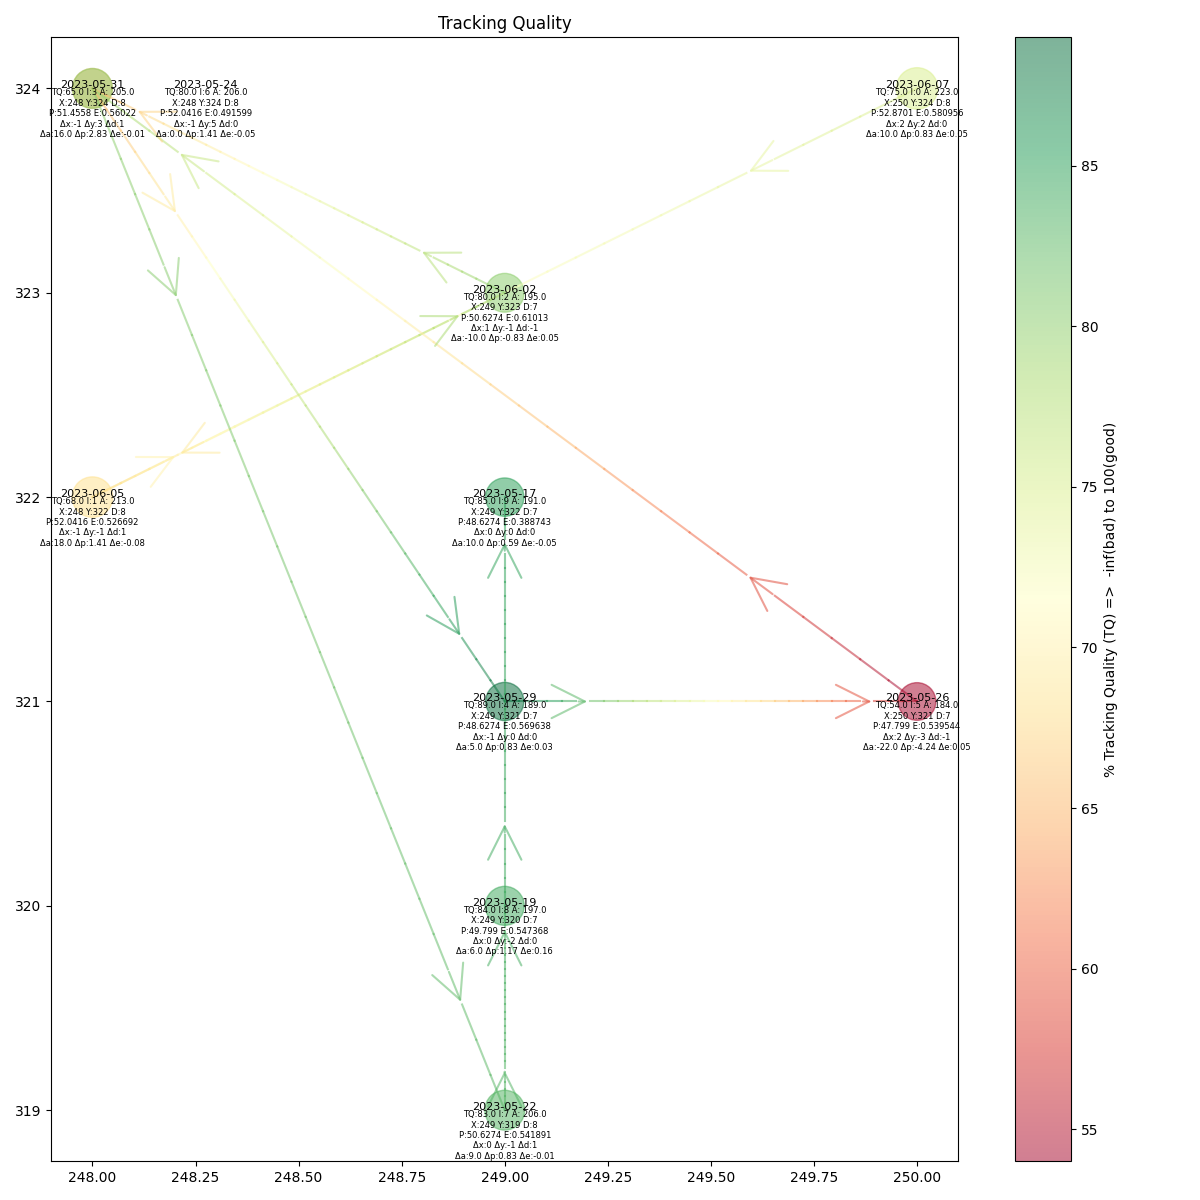 Tracking Quality
324
323
322
321
320
319
2023-05-31
TQ:65.0 I:3 A: 205.0
X:248 Y:324 D:8
P:51.4558 E:0.56022
Δx:-1 Δy:3 Δd:1
Δa:16.0 Δp:2.83 Δe:-0.01
2023-05-24
TQ:80.0 I:6 A: 206.0
X:248 Y:324 D:8
P:52.0416 E:0.491599
Δx:-1 Δy:5 Δd:0
Δa:0.0 Δp:1.41 Δe:-0.05
2023-06-07
TQ:75.0 I:0 A: 223.0
X:250 Y:324 D:8
P:52.8701 E:0.580956
Δx:2 Δy:2 Δd:0
Δa:10.0 Δp:0.83 Δe:0.05
2023-06-02
TQ:80.0 I:2 A: 195.0
X:249 Y:323 D:7
P:50.6274 E:0.61013
Δx:1 Δy:-1 Δd:-1
Δa:-10.0 Δp:-0.83 Δe:0.05
2023-06-05
TQ:68.0 I:1 A: 213.0
X:248 Y:322 D:8
P:52.0416 E:0.526692
Δx:-1 Δy:-1 Δd:1
Δa:18.0 Δp:1.41 Δe:-0.08
2023-05-17
TQ:85.0 I:9 A: 191.0
X:249 Y:322 D:7
P:48.6274 E:0.388743
Δx:0 Δy:0 Δd:0
Δa:10.0 Δp:0.59 Δe:-0.05
2023-05-29
TQ:89.0 I:4 A: 189.0
X:249 Y:321 D:7
P:48.6274 E:0.569638
Δx:-1 Δy:0 Δd:0
Δa:5.0 Δp:0.83 Δe:0.03
2023-05-26
TQ:54.0 I:5 A: 184.0
X:250 Y:321 D:7
P:47.799 E:0.539544
Δx:2 Δy:-3 Δd:-1
Δa:-22.0 Δp:-4.24 Δe:0.05
2023-05-19
TQ:84.0 I:8 A: 197.0
X:249 Y:320 D:7
P:49.799 E:0.547368
Δx:0 Δy:-2 Δd:0
Δa:6.0 Δp:1.17 Δe:0.16
2023-05-22
TQ:83.0 I:7 A: 206.0
X:249 Y:319 D:8
P:50.6274 E:0.541891
Δx:0 Δy:-1 Δd:1
Δa:9.0 Δp:0.83 Δe:-0.01
248.00 248.25 248.50 248.75 249.00 249.25 249.50 249.75 250.00
85
80
75
70
65
60
55
% Tracking Quality (TQ) => -inf(bad) to 100(good)